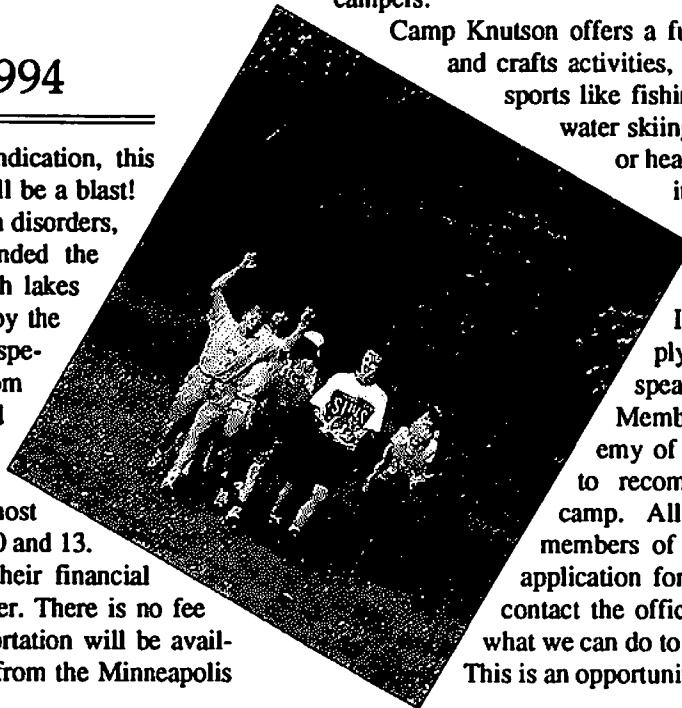 994
ndication, this
ll be a blast!
n disorders,
nded the
h lakes
by the
spe-
om
d
nost
0 and 13.
heir financial
er. There is no fee
ortation will be avail-
from the Minneapolis
campers.
Camp Knutson offers a fu
and crafts activities,
sports like fishin
water skiing
or hea
it
I
ply
spea
Memb
emy of
to recom
camp. All
members of
application for
contact the offic
what we can do to
This is an opportuni